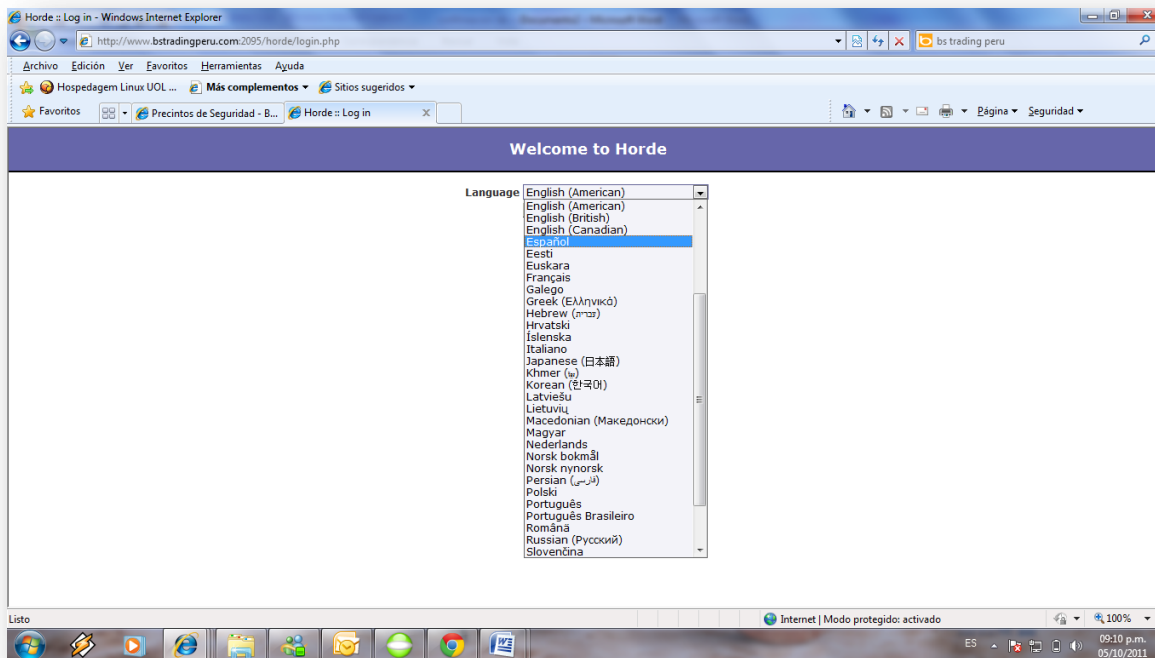 Horde :: Log in - Windows Internet Explorer
http://www.bstradingperu.com:2095/horde/login.php
bs trading peru
Archivo Edición Ver Favoritos Herramientas Ayuda
Hospedagem Linux UOL ... Más complementos Sitios sugeridos
Favoritos Precintos de Seguridad - B... Horde :: Log in Página Seguridad
Welcome to Horde
Language English (American)
English (American)
English (British)
English (Canadian)
Español
Eesti
Euskara
Français
Galego
Greek (Ελληνικά)
Hebrew (עברית)
Hrvatski
Íslenska
Italiano
Japanese (日本語)
Khmer
Korean (한국어)
Latviešu
Lietuvių
Macedonian (Македонски)
Magyar
Nederlands
Norsk bokmål
Norsk nynorsk
Persian (فارسى)
Polski
Português
Português Brasileiro
Română
Russian (Русский)
Slovenčina
Listo Internet | Modo protegido: activado 100%
ES 09:10 p.m.
05/10/2011